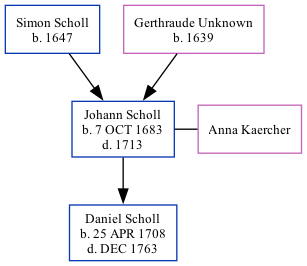 Simon Scholl
b. 1647
Gerthraude Unknown
b. 1639
Johann Scholl
b. 7 OCT 1683
d. 1713
Anna Kaercher
Daniel Scholl
b. 25 APR 1708
d. DEC 1763